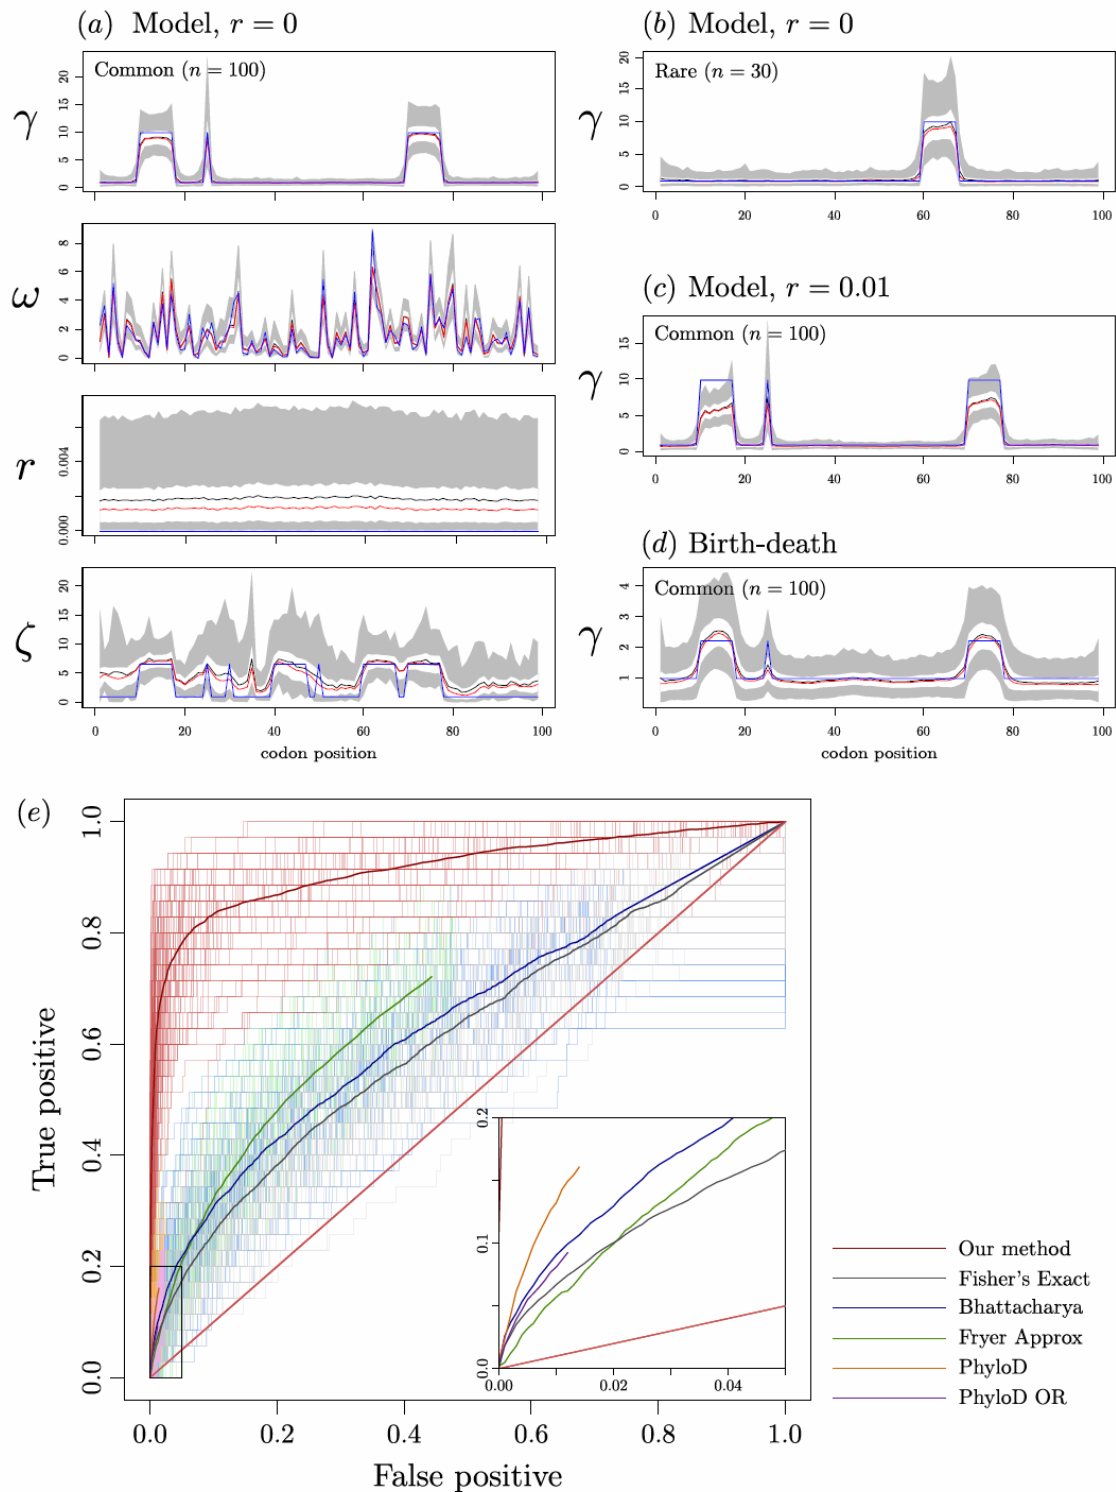 (a) Model, r = 0
Common (n = 100)
γ
0 5 10 15 20
ω
0 2 4 6 8
r
0.000 0.004
ζ
0 5 10 15 20
0 20 40 60 80 100
codon position
(b) Model, r = 0
Rare (n = 30)
γ
0 5 10 15 20
0 20 40 60 80 100
(c) Model, r = 0.01
Common (n = 100)
γ
0 5 10 15
0 20 40 60 80 100
(d) Birth-death
Common (n = 100)
γ
1 2 3 4
0 20 40 60 80 100
codon position
(e)
True positive
0.0 0.2 0.4 0.6 0.8 1.0
0.0 0.2 0.4 0.6 0.8 1.0
False positive
0.0 0.1 0.2
0.00 0.02 0.04
Our method
Fisher's Exact
Bhattacharya
Fryer Approx
PhyloD
PhyloD OR